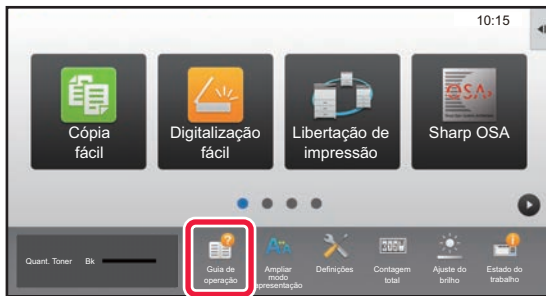 10:15
Cópia
fácil
Digitalização
fácil
Libertação de
impressão
OSA
Sharp OSA
Quant. Toner Bk
Guia de
operação
Ampliar
modo
apresentação
Definições
Contagem
total
Ajuste do
brilho
Estado do
trabalho